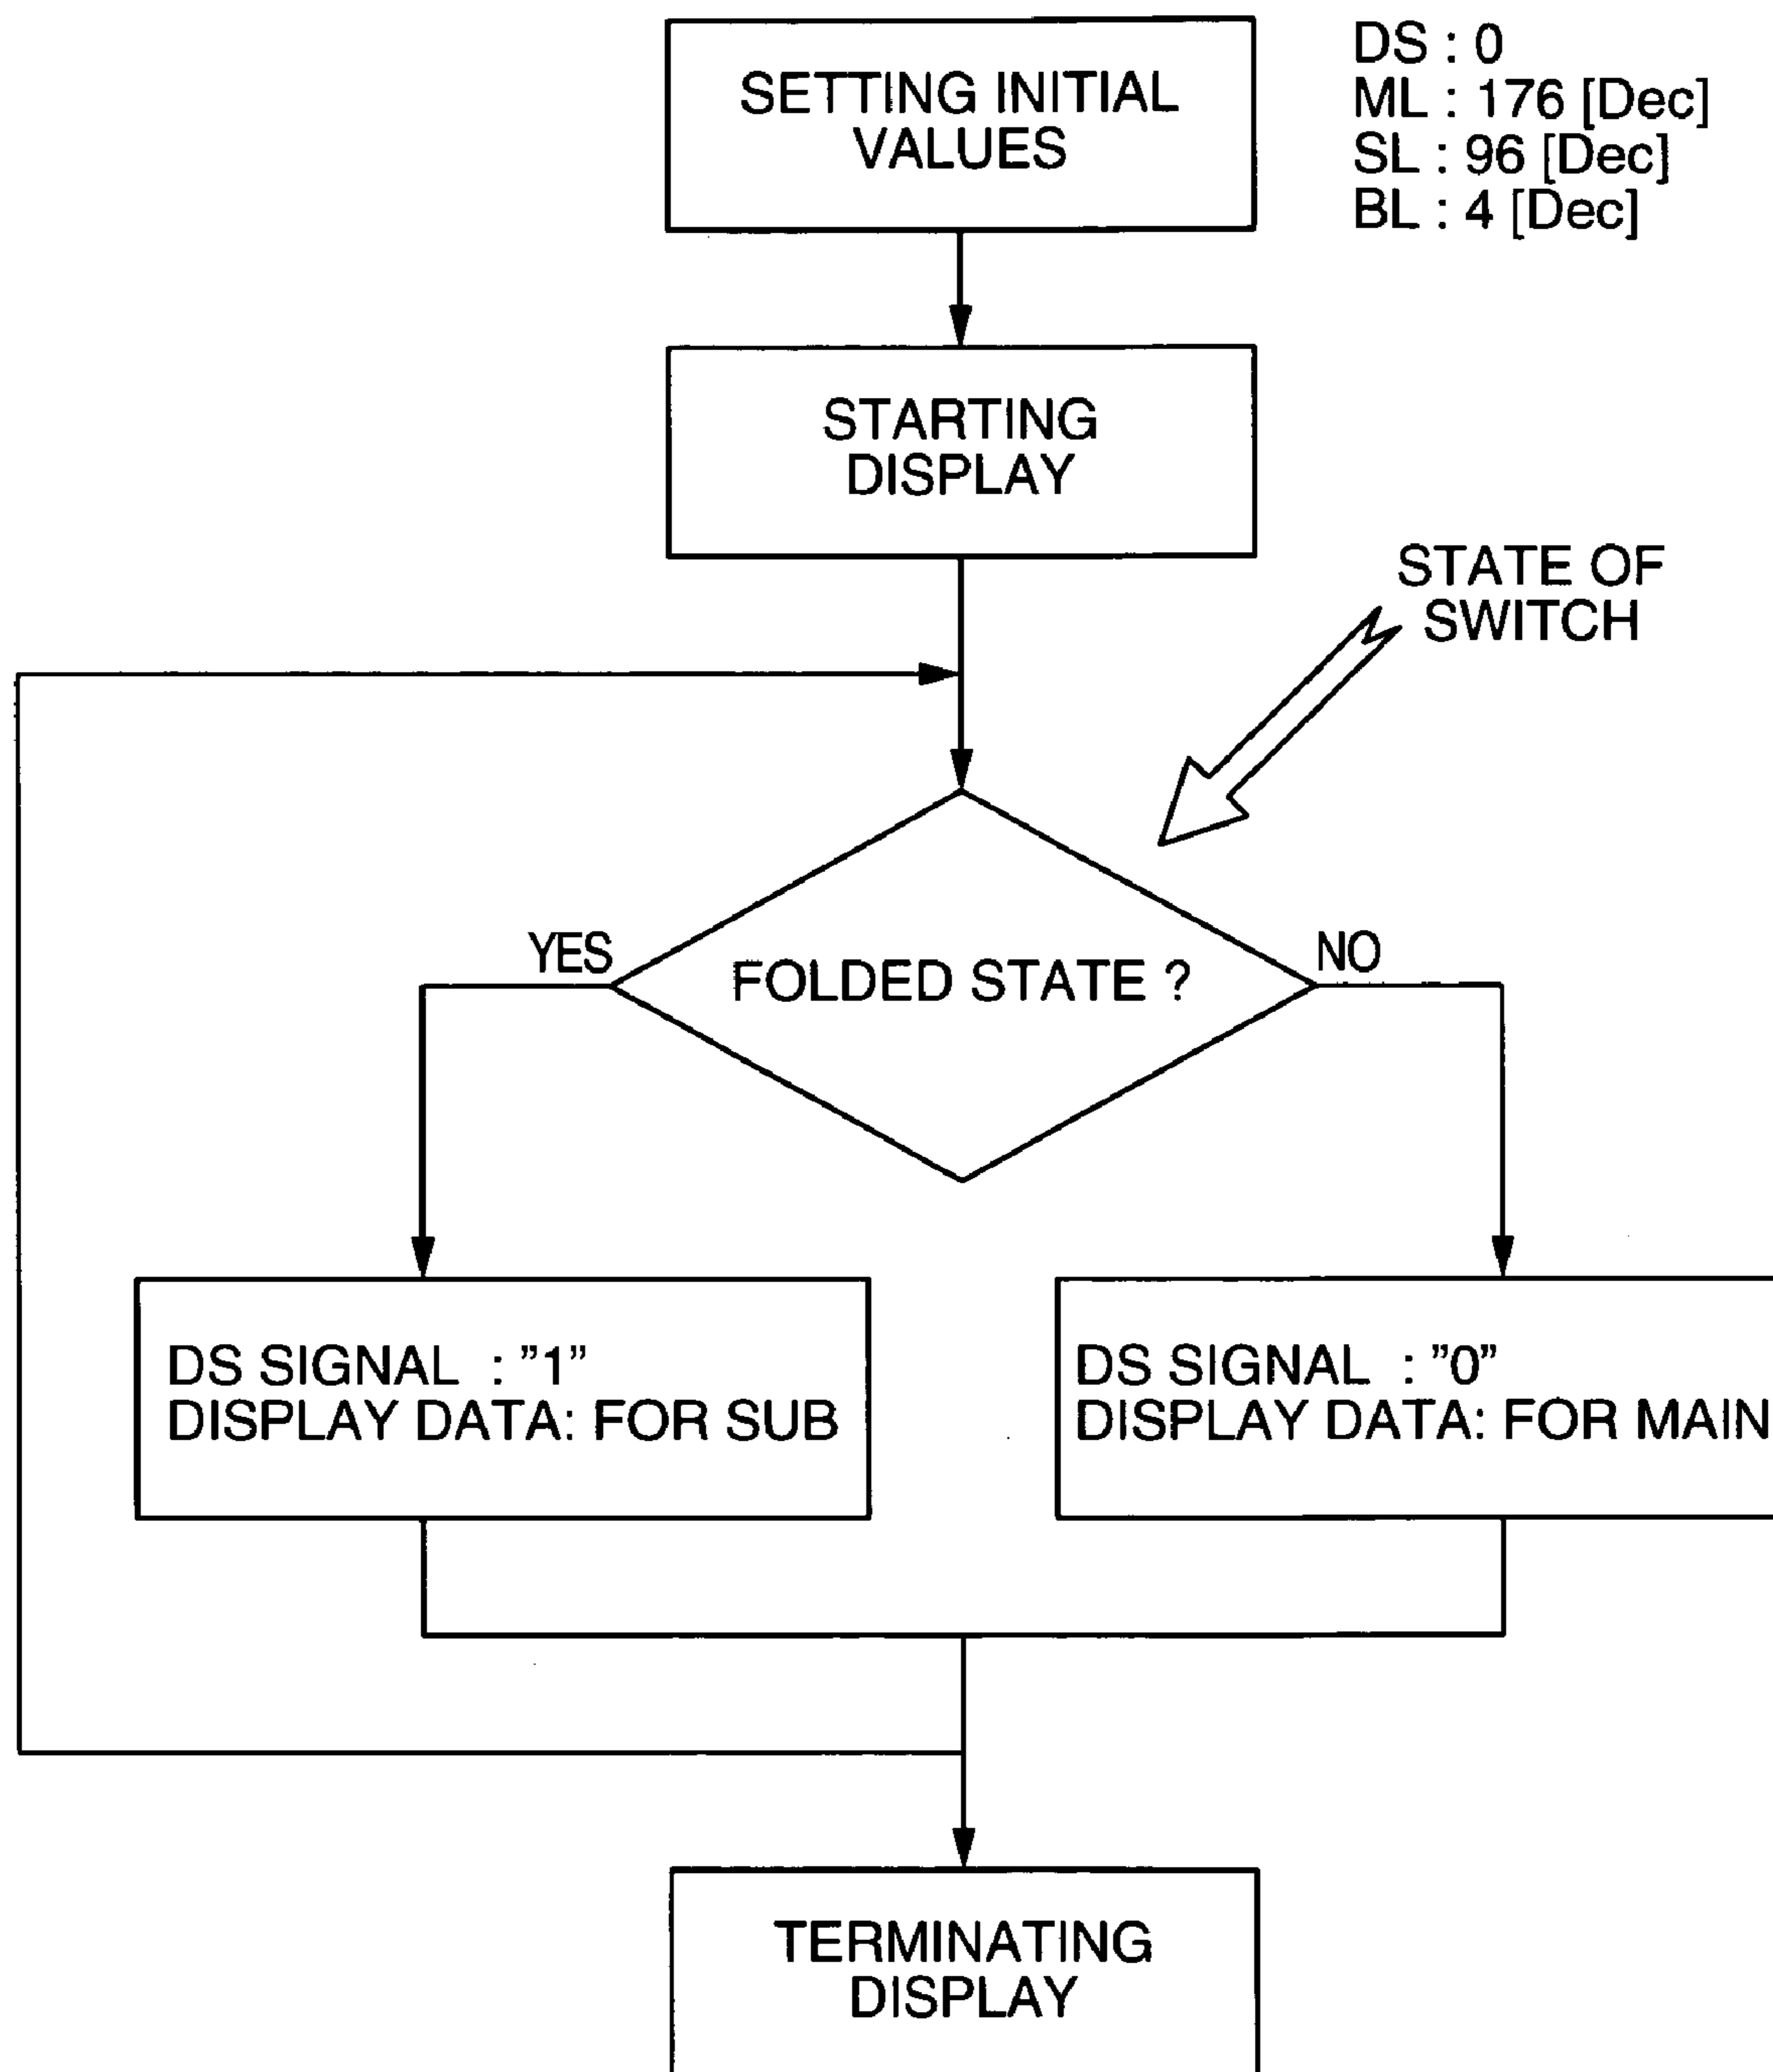 SETTING INITIAL
VALUES
DS : 0
ML : 176 [Dec]
SL : 96 [Dec]
BL : 4 [Dec]
STARTING
DISPLAY
STATE OF
SWITCH
YES
FOLDED STATE ?
NO
DS SIGNAL : ”1”
DISPLAY DATA: FOR SUB
DS SIGNAL : ”0”
DISPLAY DATA: FOR MAIN
TERMINATING
DISPLAY